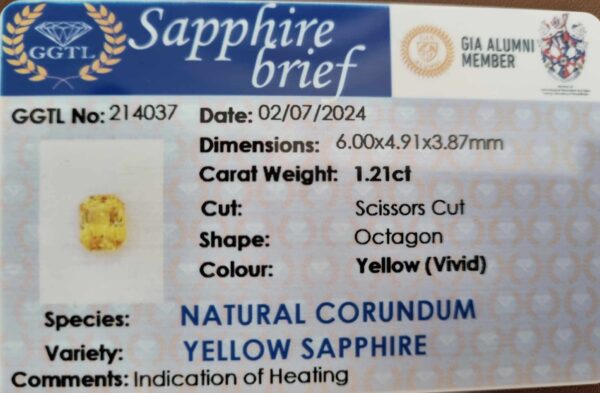 GGTL
Sapphire
brief
GIA ALUMNI
MEMBER
GGTL No: 214037
Date: 02/07/2024
Dimensions: 6.00x4.91x3.87mm
Carat Weight: 1.21ct
Cut: Scissors Cut
Shape: Octagon
Colour: Yellow (Vivid)
Species: NATURAL CORUNDUM
Variety: YELLOW SAPPHIRE
Comments: Indication of Heating